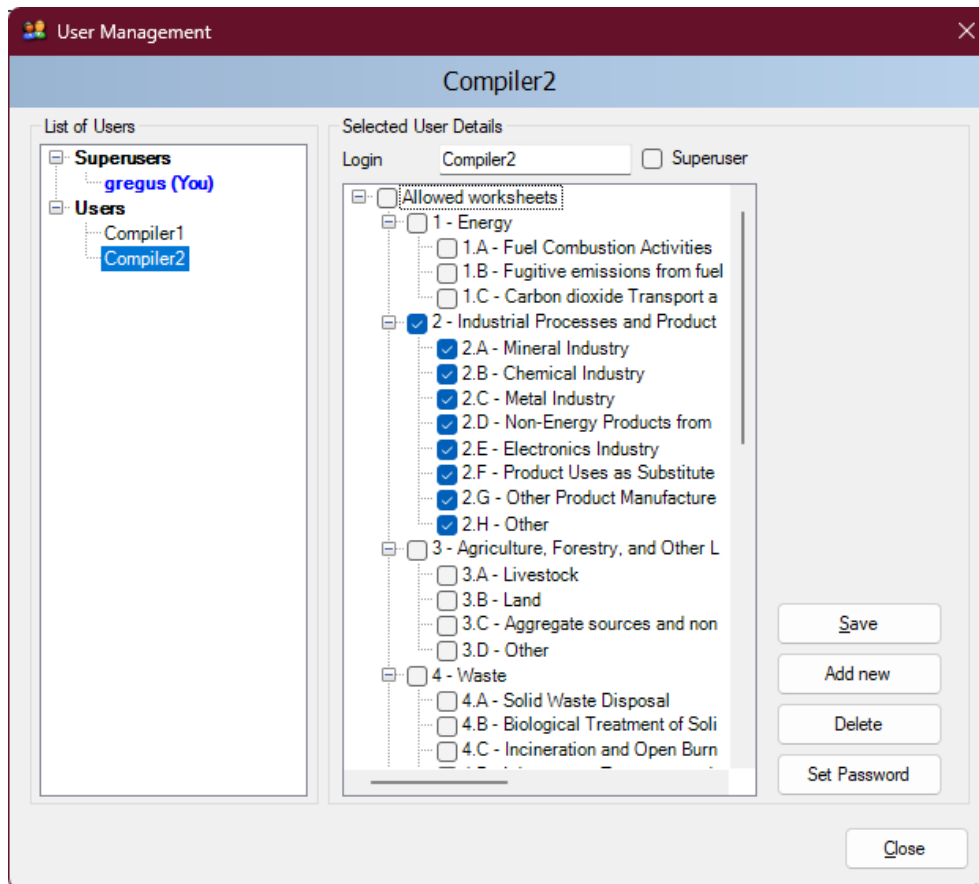 User Management
Compiler2
List of Users
Superusers
gregus (You)
Users
Compiler1
Compiler2
Selected User Details
Login Compiler2 Superuser
Allowed worksheets
1 - Energy
1.A - Fuel Combustion Activities
1.B - Fugitive emissions from fuel
1.C - Carbon dioxide Transport a
2 - Industrial Processes and Product
2.A - Mineral Industry
2.B - Chemical Industry
2.C - Metal Industry
2.D - Non-Energy Products from
2.E - Electronics Industry
2.F - Product Uses as Substitute
2.G - Other Product Manufacture
2.H - Other
3 - Agriculture, Forestry, and Other L
3.A - Livestock
3.B - Land
3.C - Aggregate sources and non
3.D - Other
4 - Waste
4.A - Solid Waste Disposal
4.B - Biological Treatment of Soli
4.C - Incineration and Open Burn
Save
Add new
Delete
Set Password
Close